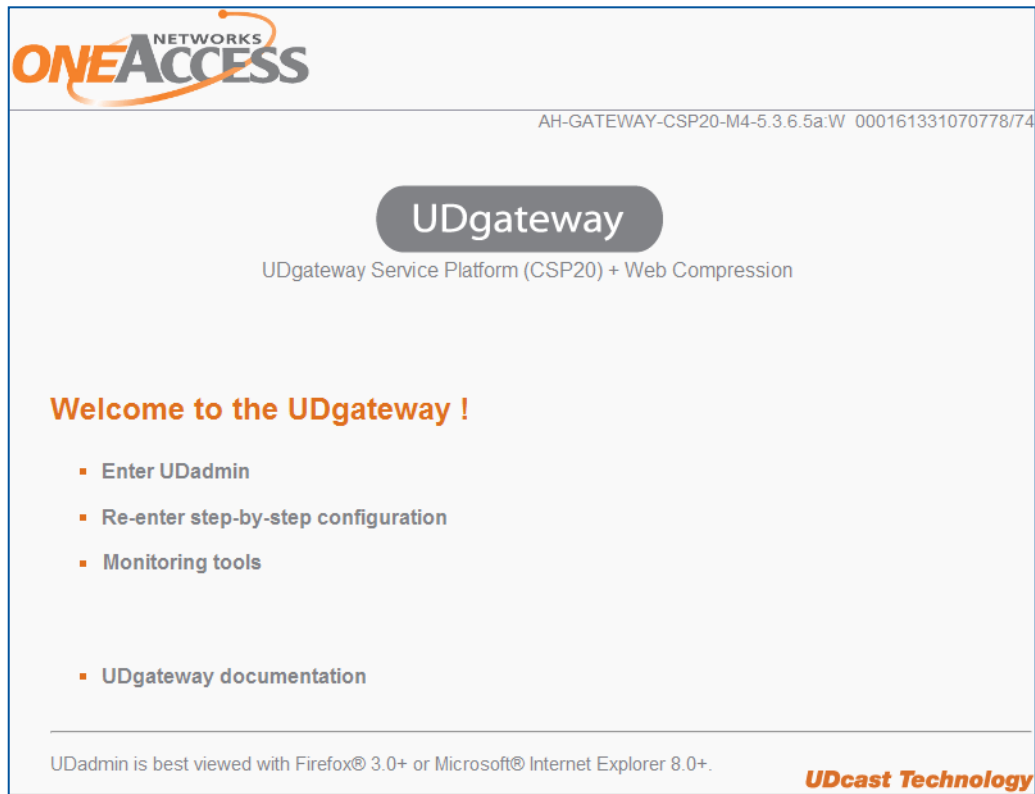 NETWORKS
ONEACCESS
AH-GATEWAY-CSP20-M4-5.3.6.5a:W 000161331070778/74
UDgateway
UDgateway Service Platform (CSP20) + Web Compression
Welcome to the UDgateway !
Enter UDadmin
Re-enter step-by-step configuration
Monitoring tools
UDgateway documentation
UDadmin is best viewed with Firefox® 3.0+ or Microsoft® Internet Explorer 8.0+.
UDcast Technology